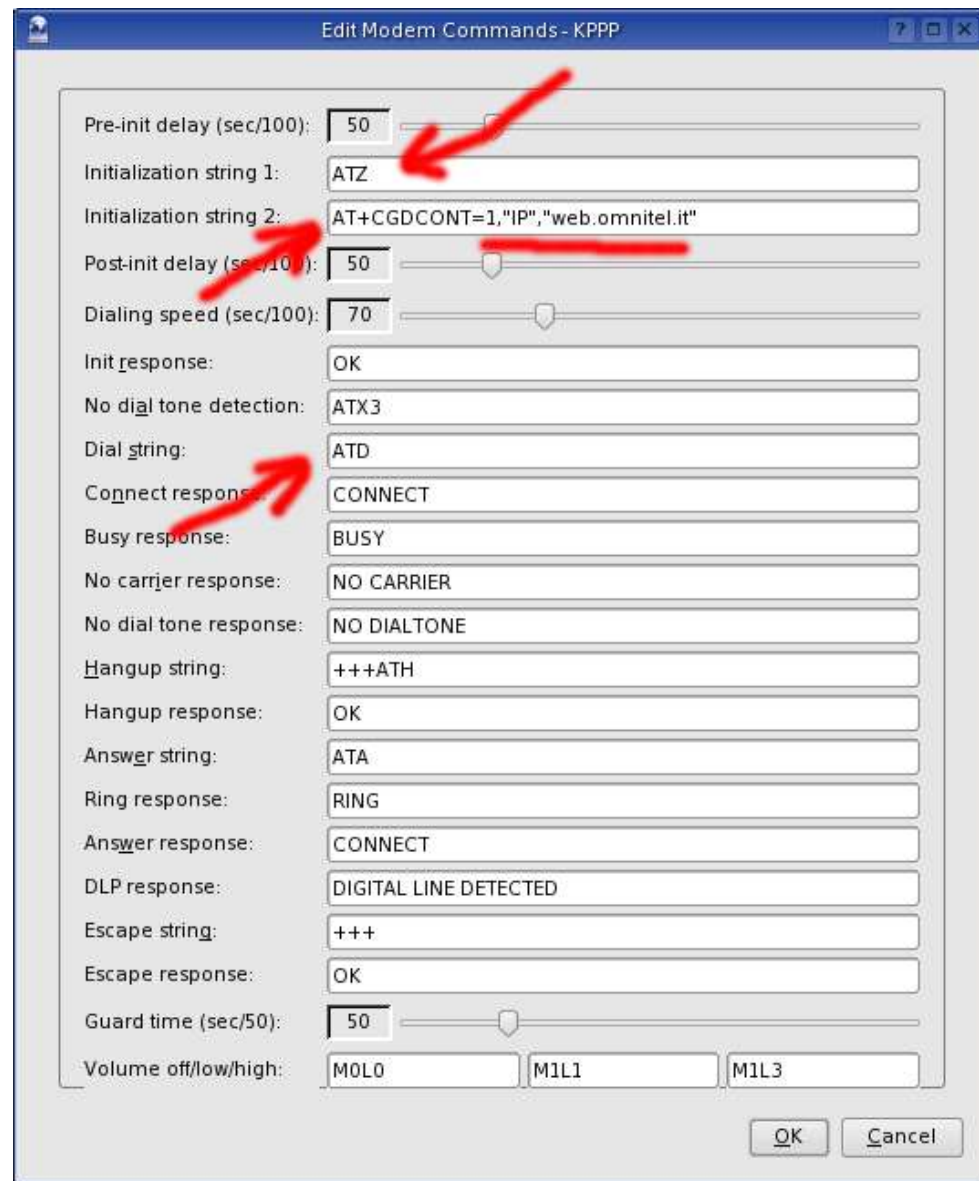 Edit Modem Commands - KPPP
Pre-init delay (sec/100): 50
Initialization string 1: ATZ
Initialization string 2: AT+CGDCONT=1,"IP","web.omnitel.it"
Post-init delay (sec/100): 50
Dialing speed (sec/100): 70
Init response: OK
No dial tone detection: ATX3
Dial string: ATD
Connect response: CONNECT
Busy response: BUSY
No carrier response: NO CARRIER
No dial tone response: NO DIALTONE
Hangup string: +++ATH
Hangup response: OK
Answer string: ATA
Ring response: RING
Answer response: CONNECT
DLP response: DIGITAL LINE DETECTED
Escape string: +++
Escape response: OK
Guard time (sec/50): 50
Volume off/low/high: M0L0 M1L1 M1L3
OK Cancel